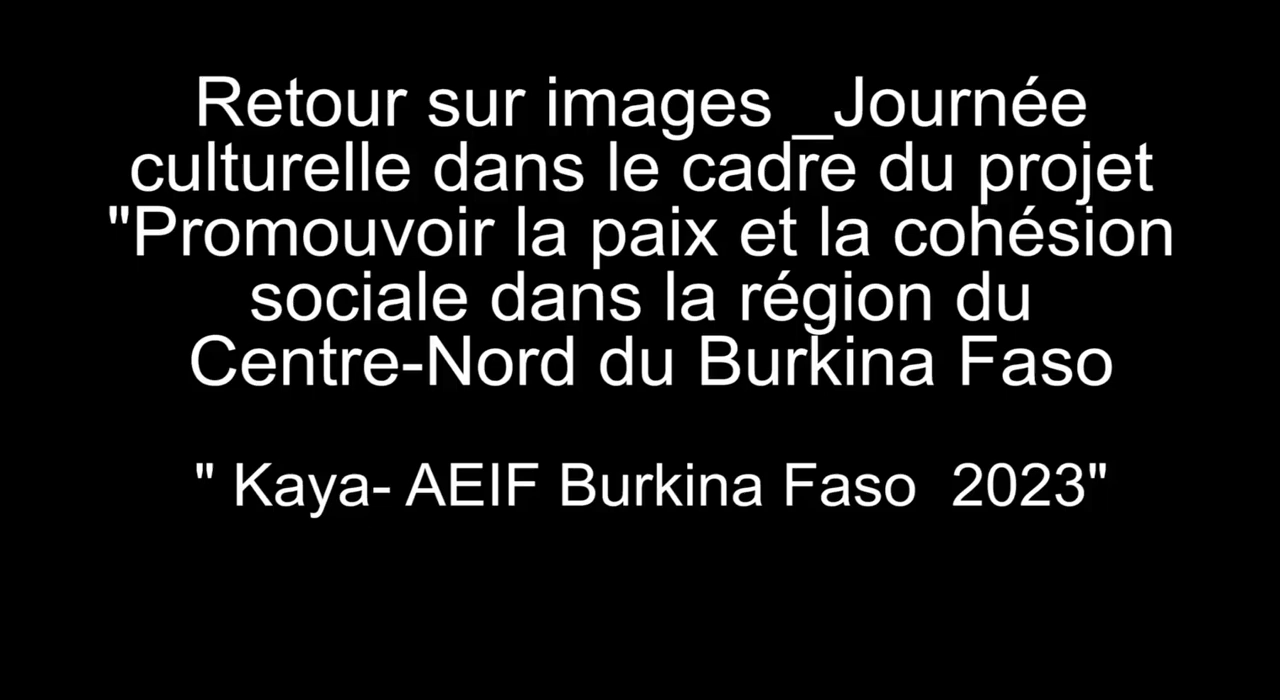 Retour sur images _Journée
culturelle dans le cadre du projet
"Promouvoir la paix et la cohésion
sociale dans la région du
Centre-Nord du Burkina Faso
" Kaya- AEIF Burkina Faso  2023"